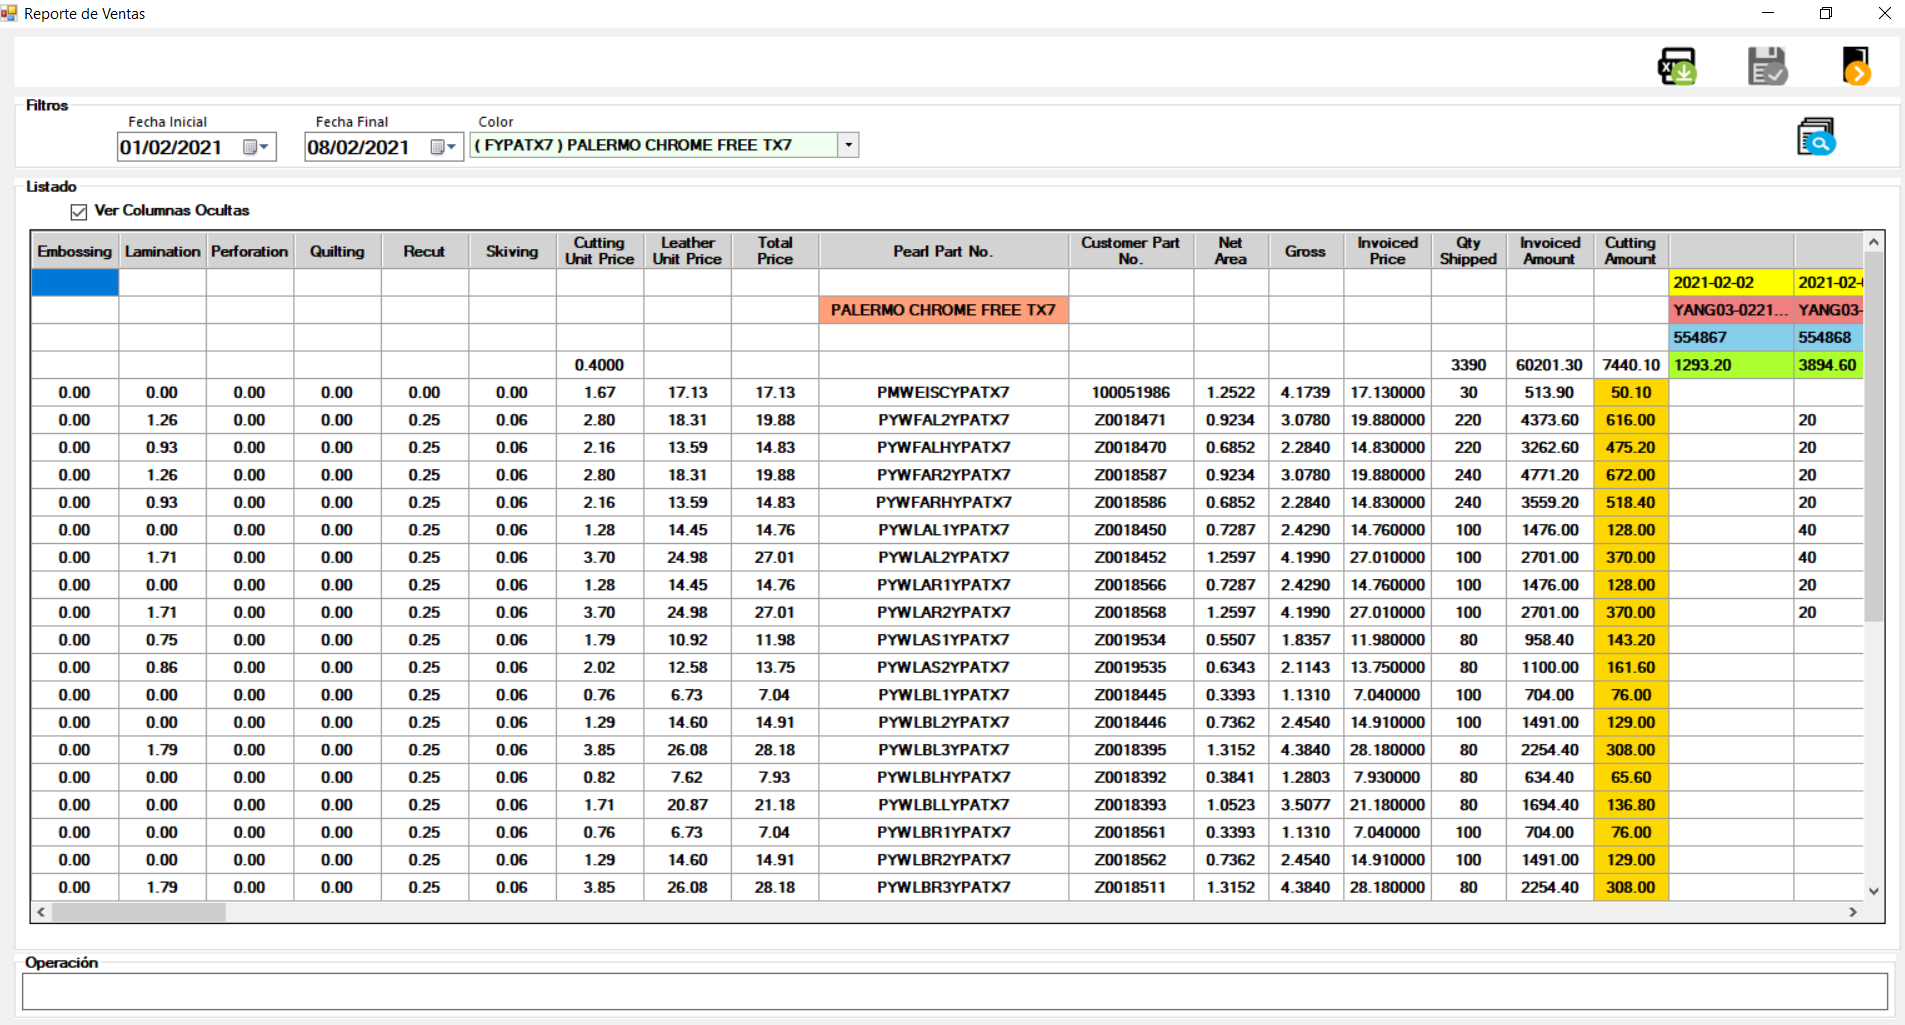 Reporte de Ventas
Filtros
Fecha Inicial Fecha Final Color
01/02/2021 08/02/2021 ( FYPATX7 ) PALERMO CHROME FREE TX7
Listado
Ver Columnas Ocultas
Embossing Lamination Perforation Quilting Recut Skiving Cutting Unit Price Leather Unit Price Total Price Pearl Part No. Customer Part No. Net Area Gross Invoiced Price Qty Shipped Invoiced Amount Cutting Amount
2021-02-02 2021-02-
PALERMO CHROME FREE TX7 YANG03-0221... YANG03-
554867 554868
0.4000 3390 60201.30 7440.10 1293.20 3894.60
0.00 0.00 0.00 0.00 0.00 0.00 1.67 17.13 17.13 PMWEISCYPATX7 100051986 1.2522 4.1739 17.130000 30 513.90 50.10
0.00 1.26 0.00 0.00 0.25 0.06 2.80 18.31 19.88 PYWFAL2YPATX7 Z0018471 0.9234 3.0780 19.880000 220 4373.60 616.00 20
0.00 0.93 0.00 0.00 0.25 0.06 2.16 13.59 14.83 PYWFALHYPATX7 Z0018470 0.6852 2.2840 14.830000 220 3262.60 475.20 20
0.00 1.26 0.00 0.00 0.25 0.06 2.80 18.31 19.88 PYWFAR2YPATX7 Z0018587 0.9234 3.0780 19.880000 240 4771.20 672.00 20
0.00 0.93 0.00 0.00 0.25 0.06 2.16 13.59 14.83 PYWFARHYPATX7 Z0018586 0.6852 2.2840 14.830000 240 3559.20 518.40 20
0.00 0.00 0.00 0.00 0.25 0.06 1.28 14.45 14.76 PYWLAL1YPATX7 Z0018450 0.7287 2.4290 14.760000 100 1476.00 128.00 40
0.00 1.71 0.00 0.00 0.25 0.06 3.70 24.98 27.01 PYWLAL2YPATX7 Z0018452 1.2597 4.1990 27.010000 100 2701.00 370.00 40
0.00 0.00 0.00 0.00 0.25 0.06 1.28 14.45 14.76 PYWLAR1YPATX7 Z0018566 0.7287 2.4290 14.760000 100 1476.00 128.00 20
0.00 1.71 0.00 0.00 0.25 0.06 3.70 24.98 27.01 PYWLAR2YPATX7 Z0018568 1.2597 4.1990 27.010000 100 2701.00 370.00 20
0.00 0.75 0.00 0.00 0.25 0.06 1.79 10.92 11.98 PYWLAS1YPATX7 Z0019534 0.5507 1.8357 11.980000 80 958.40 143.20
0.00 0.86 0.00 0.00 0.25 0.06 2.02 12.58 13.75 PYWLAS2YPATX7 Z0019535 0.6343 2.1143 13.750000 80 1100.00 161.60
0.00 0.00 0.00 0.00 0.25 0.06 0.76 6.73 7.04 PYWLBL1YPATX7 Z0018445 0.3393 1.1310 7.040000 100 704.00 76.00
0.00 0.00 0.00 0.00 0.25 0.06 1.29 14.60 14.91 PYWLBL2YPATX7 Z0018446 0.7362 2.4540 14.910000 100 1491.00 129.00
0.00 1.79 0.00 0.00 0.25 0.06 3.85 26.08 28.18 PYWLBL3YPATX7 Z0018395 1.3152 4.3840 28.180000 80 2254.40 308.00
0.00 0.00 0.00 0.00 0.25 0.06 0.82 7.62 7.93 PYWLBLHYPATX7 Z0018392 0.3841 1.2803 7.930000 80 634.40 65.60
0.00 0.00 0.00 0.00 0.25 0.06 1.71 20.87 21.18 PYWLBLLYPATX7 Z0018393 1.0523 3.5077 21.180000 80 1694.40 136.80
0.00 0.00 0.00 0.00 0.25 0.06 0.76 6.73 7.04 PYWLBR1YPATX7 Z0018561 0.3393 1.1310 7.040000 100 704.00 76.00
0.00 0.00 0.00 0.00 0.25 0.06 1.29 14.60 14.91 PYWLBR2YPATX7 Z0018562 0.7362 2.4540 14.910000 100 1491.00 129.00
0.00 1.79 0.00 0.00 0.25 0.06 3.85 26.08 28.18 PYWLBR3YPATX7 Z0018511 1.3152 4.3840 28.180000 80 2254.40 308.00
Operación